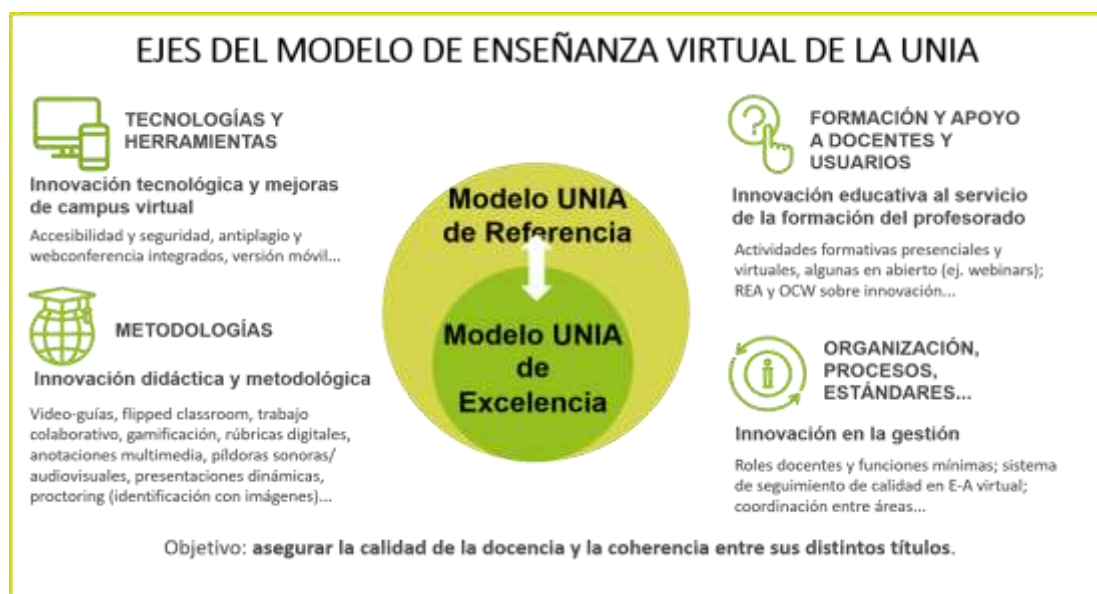 EJES DEL MODELO DE ENSEÑANZA VIRTUAL DE LA UNIA
TECNOLOGÍAS Y
HERRAMIENTAS
Innovación tecnológica y mejoras
de campus virtual
Accesibilidad y seguridad, antiplagio y
webconferencia integrados, versión móvil...
METODOLOGÍAS
Innovación didáctica y metodológica
Video-guías, flipped classroom, trabajo
colaborativo, gamificación, rúbricas digitales,
anotaciones multimedia, píldoras sonoras/
audiovisuales, presentaciones dinámicas,
proctoring (identificación con imágenes)...
Modelo UNIA
de Referencia
Modelo UNIA
de
Excelencia
?
FORMACIÓN Y APOYO
A DOCENTES Y
USUARIOS
Innovación educativa al servicio
de la formación del profesorado
Actividades formativas presenciales y
virtuales, algunas en abierto (ej. webinars);
REA y OCW sobre innovación...
i
ORGANIZACIÓN,
PROCESOS,
ESTÁNDARES...
Innovación en la gestión
Roles docentes y funciones mínimas; sistema
de seguimiento de calidad en E-A virtual;
coordinación entre áreas...
Objetivo: asegurar la calidad de la docencia y la coherencia entre sus distintos títulos.